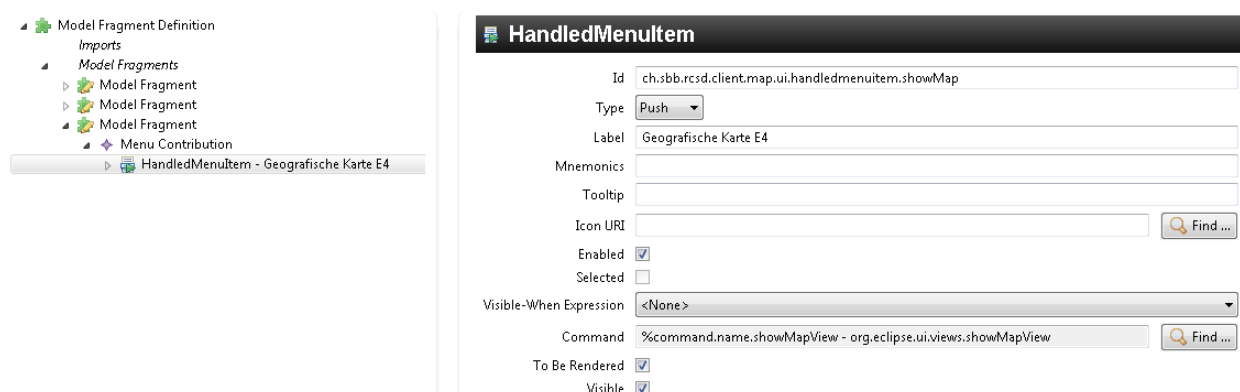 Model Fragment Definition
Imports
Model Fragments
Model Fragment
Model Fragment
Model Fragment
Menu Contribution
HandledMenuItem - Geografische Karte E4
HandledMenuItem
Id ch.sbb.rcsd.client.map.ui.handledmenuitem.showMap
Type Push
Label Geografische Karte E4
Mnemonics
Tooltip
Icon URI Find ...
Enabled
Selected
Visible-When Expression <None>
Command %command.name.showMapView - org.eclipse.ui.views.showMapView Find ...
To Be Rendered
Visible